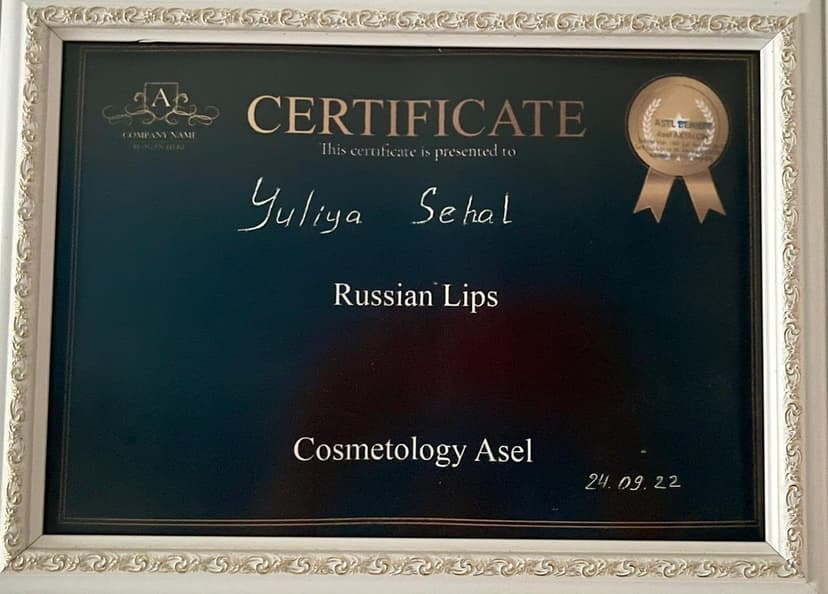 A
COMPANY NAME
CERTIFICATE
This certificate is presented to
Yuliya Sehal
Russian Lips
Cosmetology Asel
24.09.22